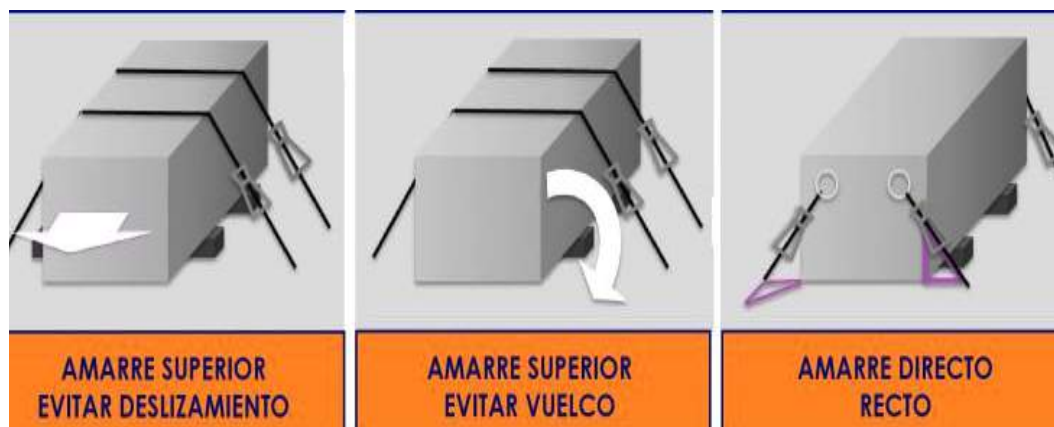 AMARRE SUPERIOR
EVITAR DESLIZAMIENTO
AMARRE SUPERIOR
EVITAR VUELCO
AMARRE DIRECTO
RECTO